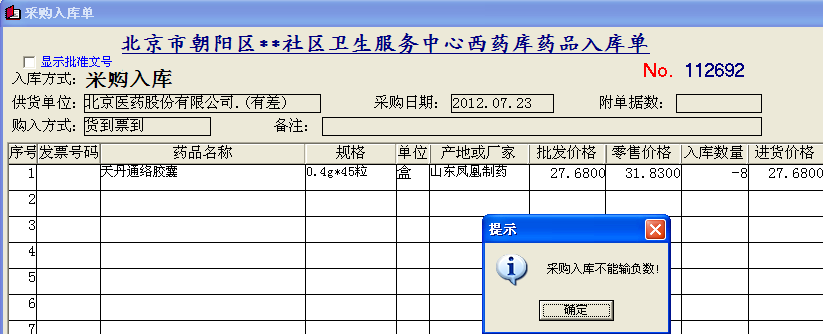 采购入库单
北京市朝阳区**社区卫生服务中心西药库药品入库单
显示批准文号
No. 112692
入库方式: 采购入库
供货单位: 北京医药股份有限公司.(有差) 采购日期: 2012.07.23 附单据数:
购入方式: 货到票到 备注:
序号 发票号码 药品名称 规格 单位 产地或厂家 批发价格 零售价格 入库数量 进货价格
1 天丹通络胶囊 0.4g*45粒 盒 山东凤凰制药 27.6800 31.8300 -8 27.6800
2
3
4
5
6
7
提示
采购入库不能输负数!
确定